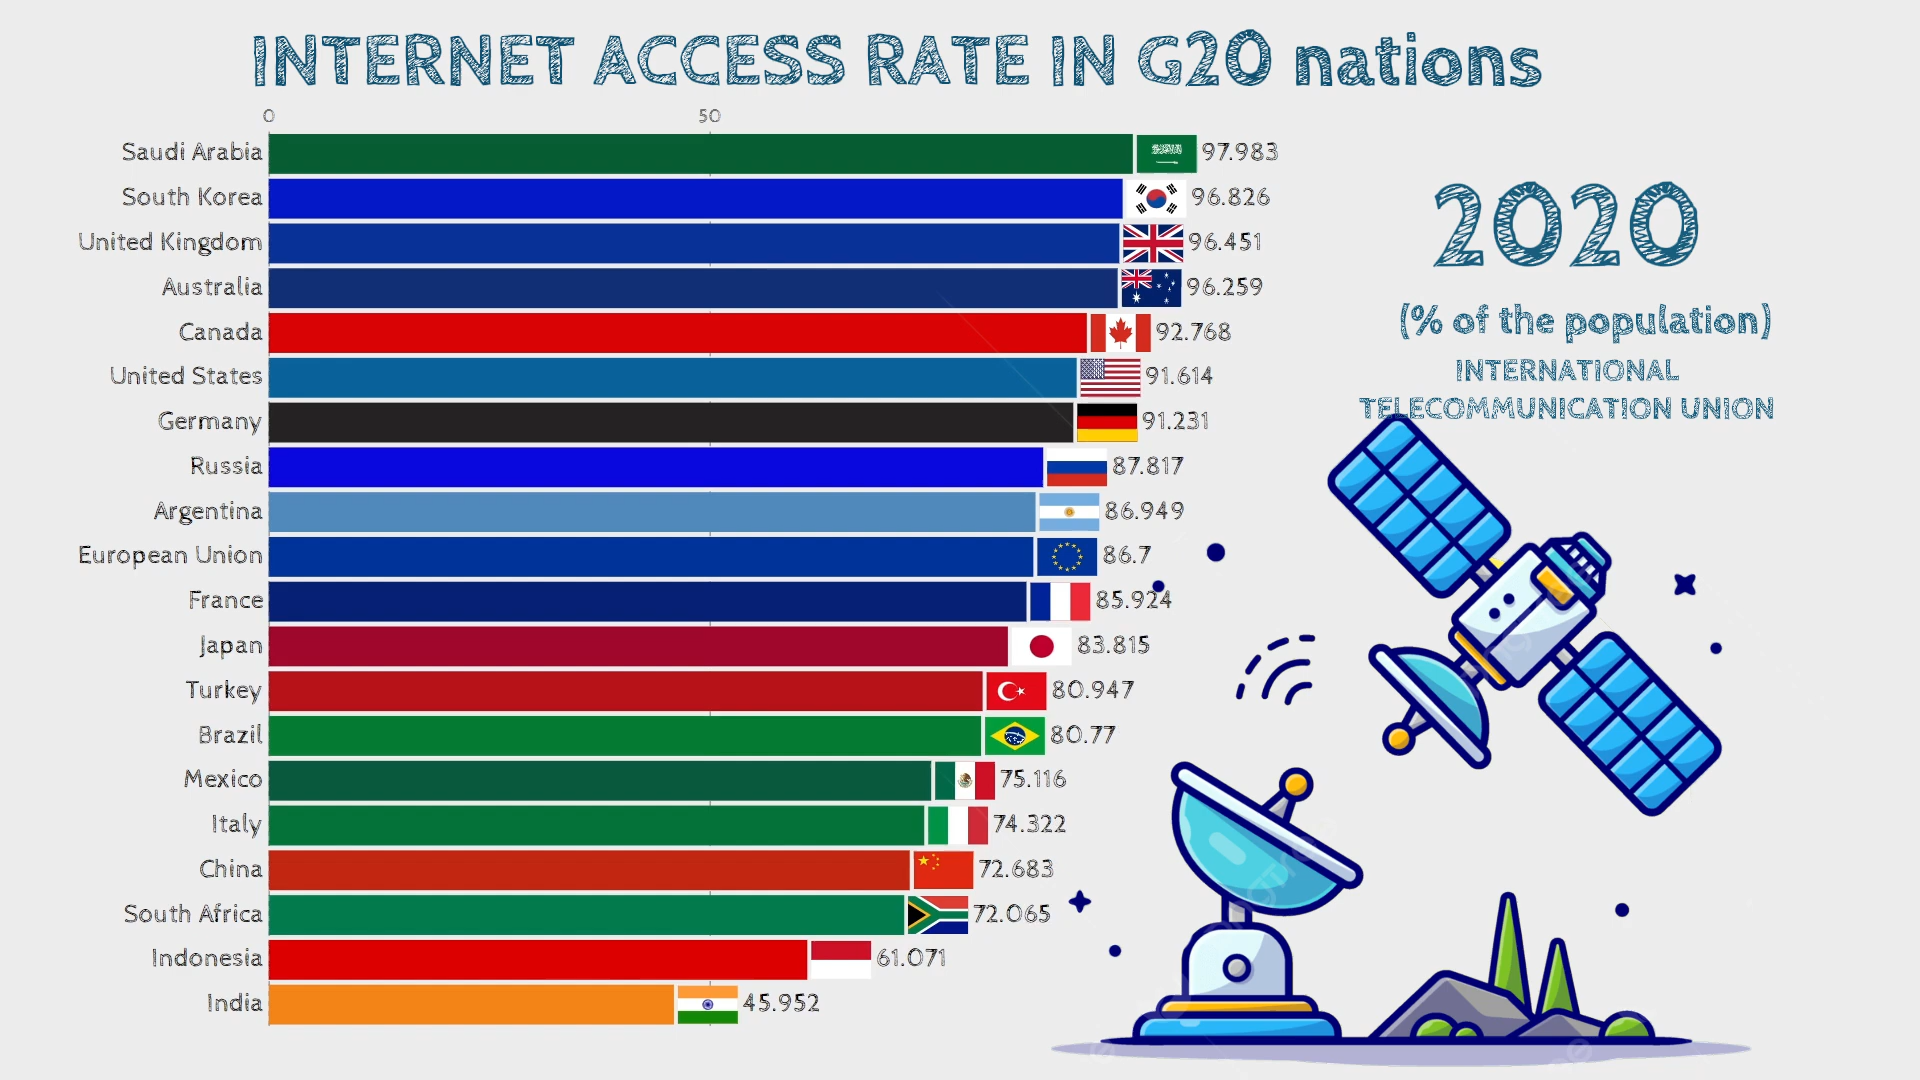 INTERNET ACCESS RATE IN G20 nations
0 50
Saudi Arabia 97.983
South Korea 96.826
United Kingdom 96.451
Australia 96.259
Canada 92.768
United States 91.614
Germany 91.231
Russia 87.817
Argentina 86.949
European Union 86.7
France 85.924
Japan 83.815
Turkey 80.947
Brazil 80.77
Mexico 75.116
Italy 74.322
China 72.683
South Africa 72.065
Indonesia 61.071
India 45.952
2020
(% of the population)
INTERNATIONAL
TELECOMMUNICATION UNION